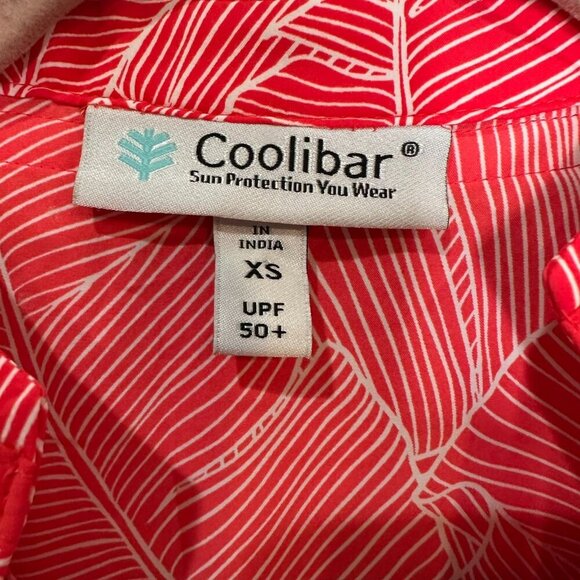 Coolibar®
Sun Protection You Wear
IN
INDIA
XS
UPF
50+